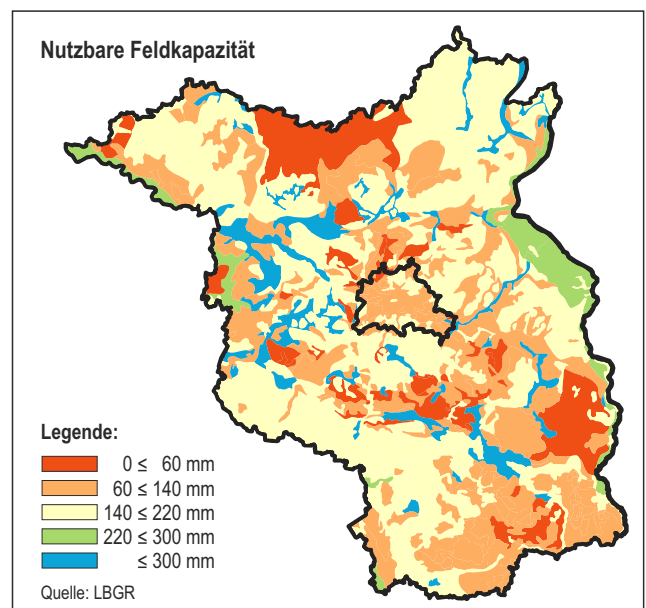 Nutzbare Feldkapazität
Legende:
0 ≤ 60 mm
60 ≤ 140 mm
140 ≤ 220 mm
220 ≤ 300 mm
≤ 300 mm
Quelle: LBGR